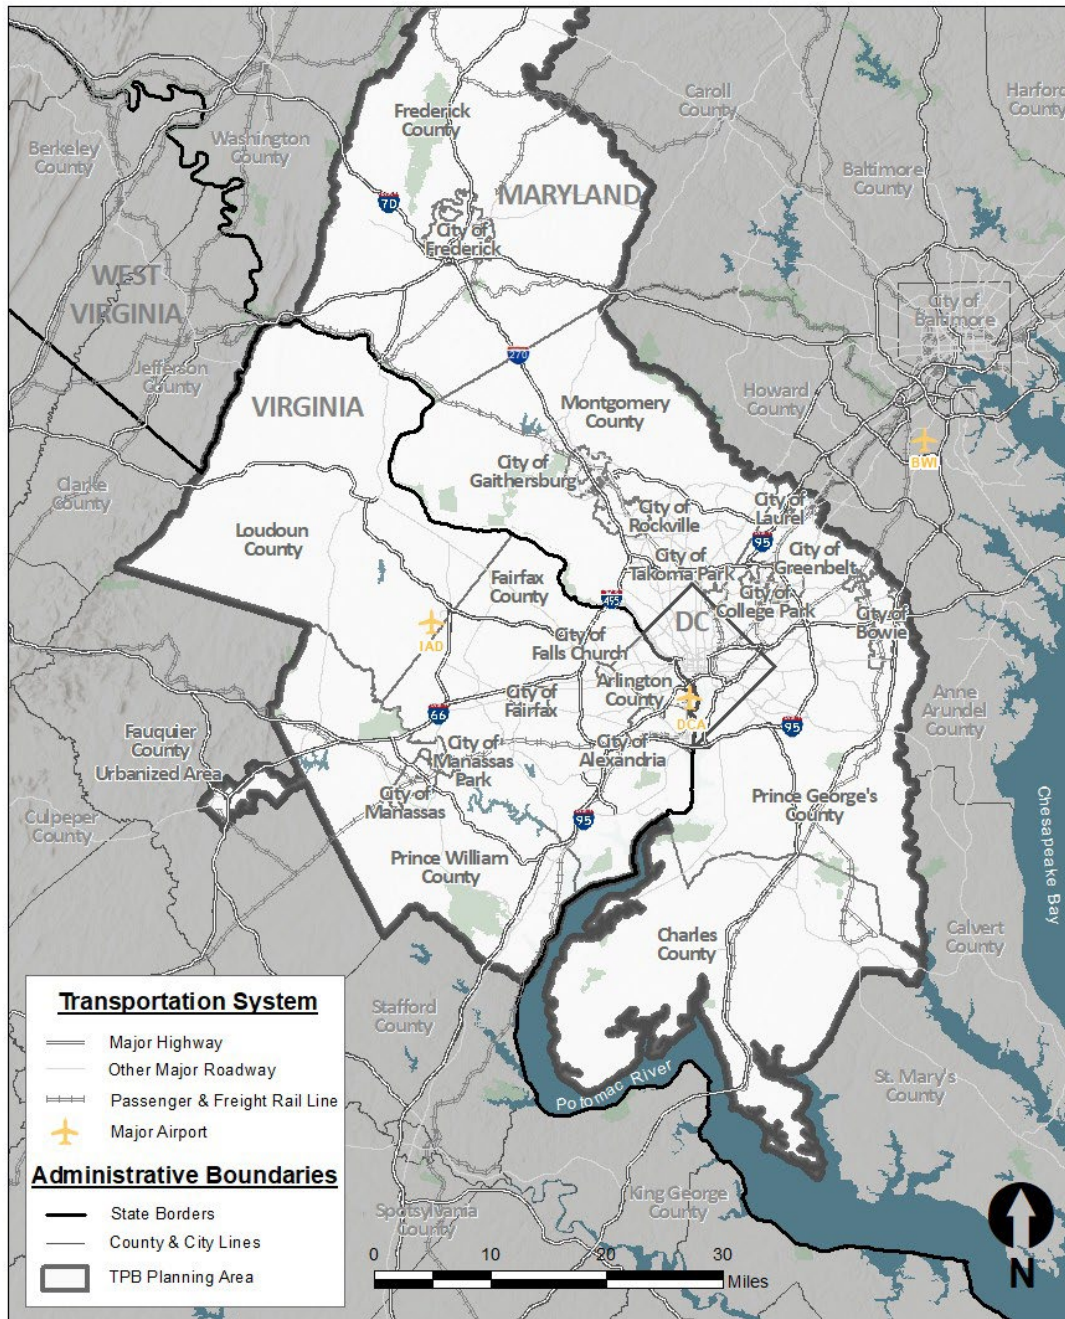 Caroll
County
Harford
County
Frederick
County
Washington
County
Berkeley
County
Baltimore
County
MARYLAND
7D
City of
Frederick
WEST
VIRGINIA
City of
Baltimore
270
Jefferson
County
Howard
County
VIRGINIA
Montgomery
County
BWI
City of
Gaithersburg
Clarke
County
City of
Rockville
City of
Laurel
Loudoun
County
95
City of
Takoma Park
City of
Greenbelt
Fairfax
County
495
City of
College Park
DC
City of
Bowie
IAD
City of
Falls Church
Arlington
County
City of
Fairfax
Anne
Arundel
County
66
DCA
95
Fauquier
County
Urbanized Area
City of
Manassas
Park
City of
Alexandria
City of
Manassas
Prince George's
County
Culpeper
County
95
Chesapeake Bay
Prince William
County
Charles
County
Calvert
County
Stafford
County
Potomac River
St. Mary's
County
King George
County
Spotsylvania
County
Transportation System
Major Highway
Other Major Roadway
Passenger & Freight Rail Line
Major Airport
Administrative Boundaries
State Borders
County & City Lines
TPB Planning Area
0 10 20 30
Miles
N